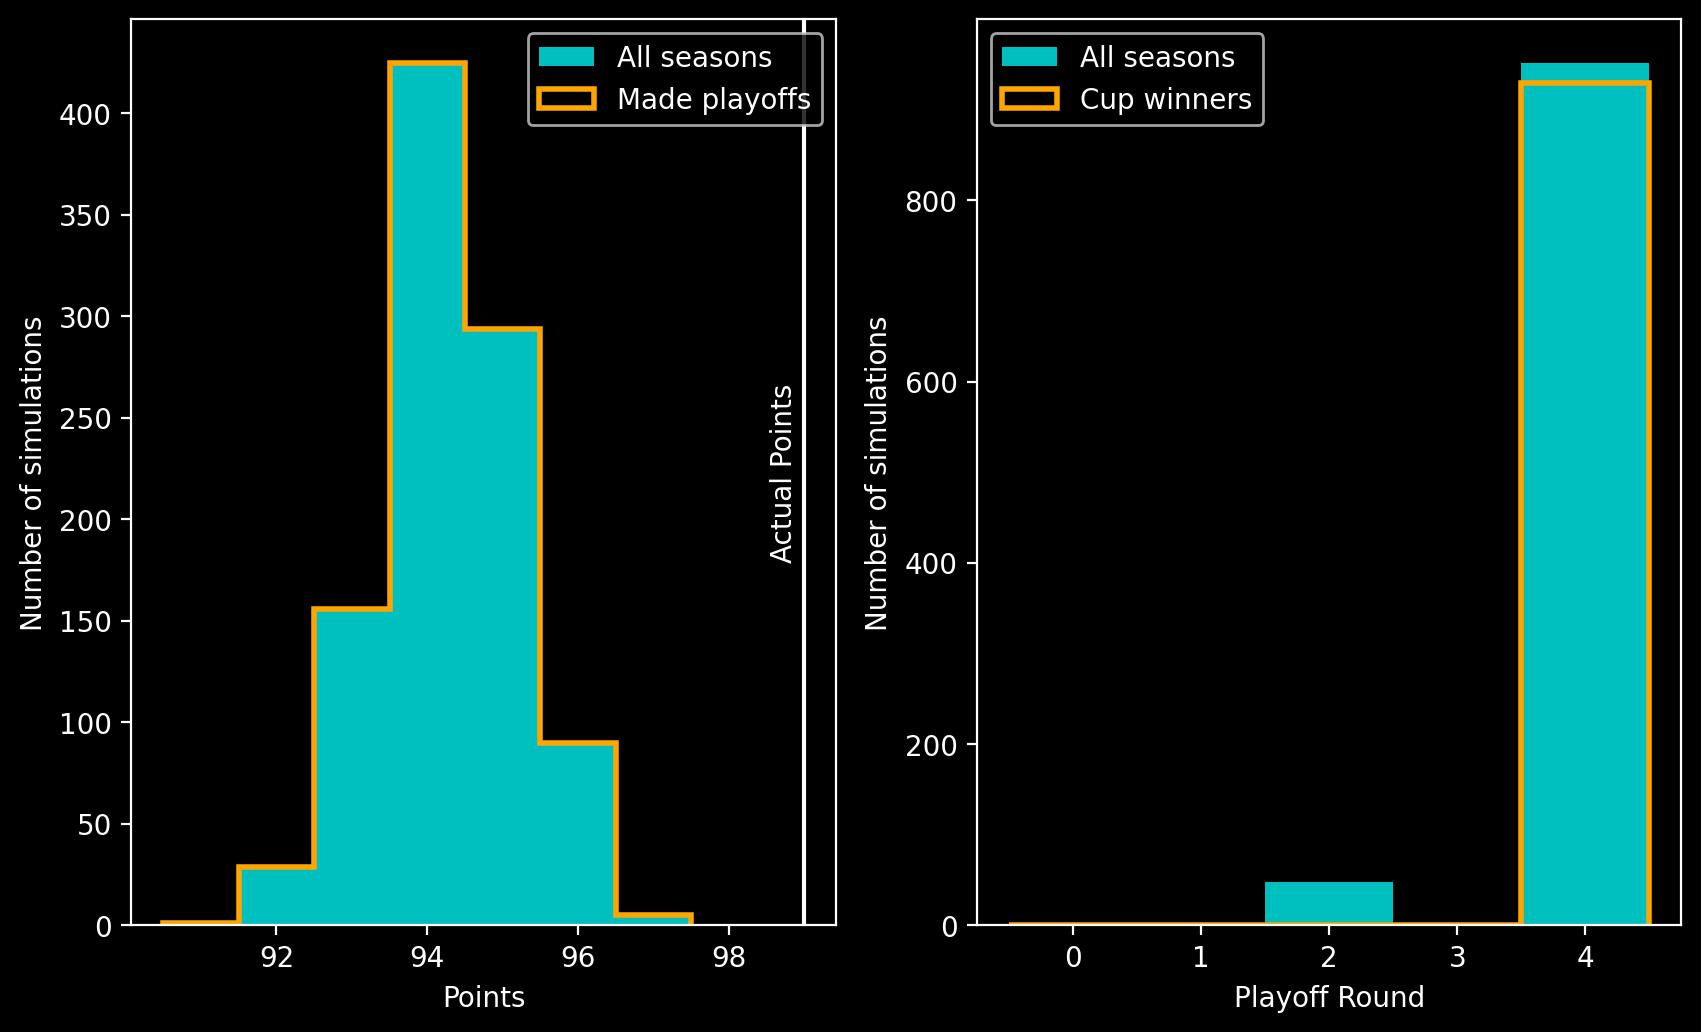 All seasons
Made playoffs
Actual Points
Number of simulations
0
50
100
150
200
250
300
350
400
92
94
96
98
Points
All seasons
Cup winners
Number of simulations
0
200
400
600
800
0
1
2
3
4
Playoff Round